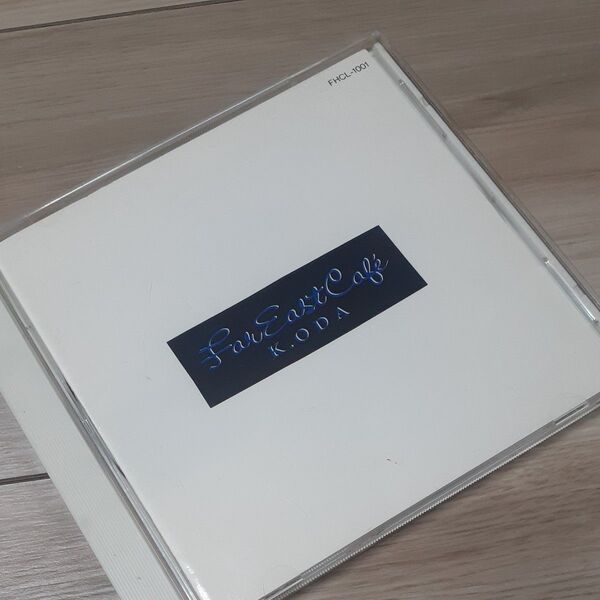 FHCL-1001
Far East Café
K.ODA